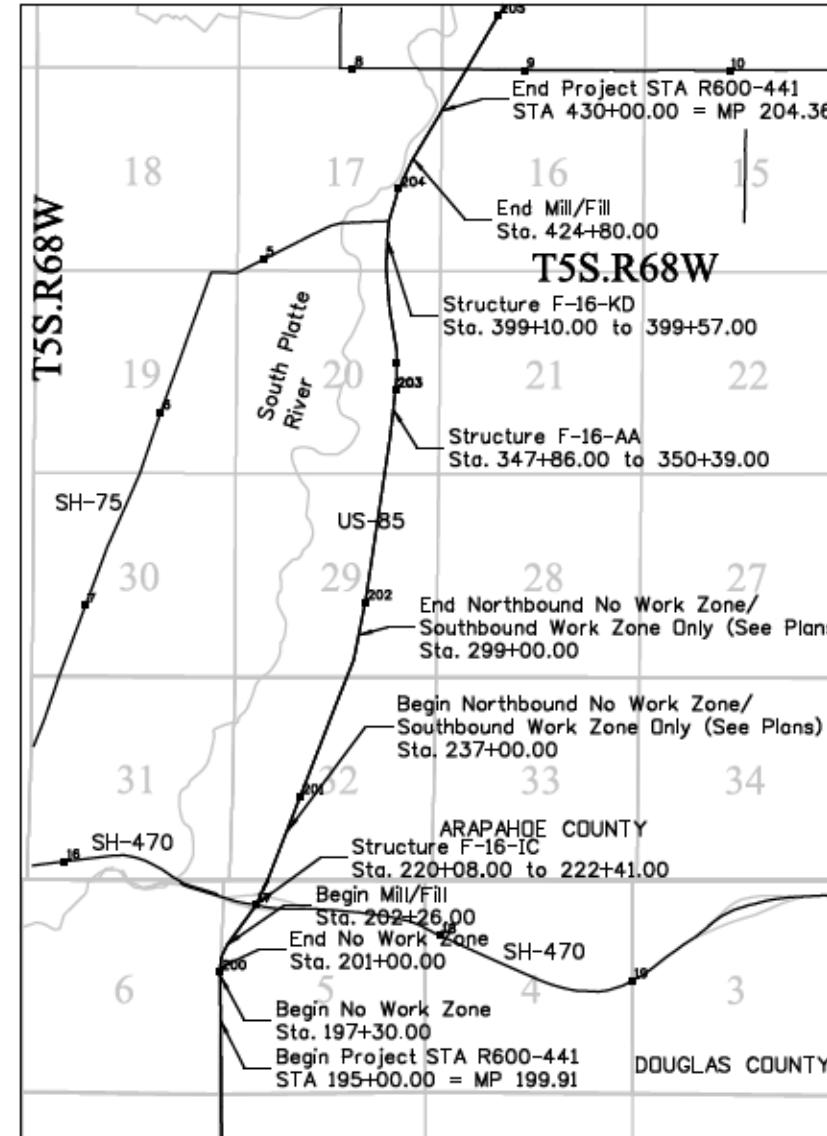 205
8
9
10
End Project STA R600-441
STA 430+00.00 = MP 204.36
18
17
16
15
204
End Mill/Fill
Sta. 424+80.00
T5S.R68W
T5S.R68W
5
Structure F-16-KD
Sta. 399+10.00 to 399+57.00
South Platte
River
19
20
21
22
203
6
Structure F-16-AA
Sta. 347+86.00 to 350+39.00
SH-75
US-85
30
29
28
27
7
202
End Northbound No Work Zone/
Southbound Work Zone Only (See Plans
Sta. 299+00.00
Begin Northbound No Work Zone/
Southbound Work Zone Only (See Plans)
Sta. 237+00.00
31
32
33
34
201
ARAPAHOE COUNTY
SH-470
16
Structure F-16-IC
Sta. 220+08.00 to 222+41.00
17
Begin Mill/Fill
Sta. 202+26.00
18
End No Work Zone
Sta. 201+00.00
SH-470
200
19
6
5
4
3
Begin No Work Zone
Sta. 197+30.00
Begin Project STA R600-441
STA 195+00.00 = MP 199.91
DOUGLAS COUNTY